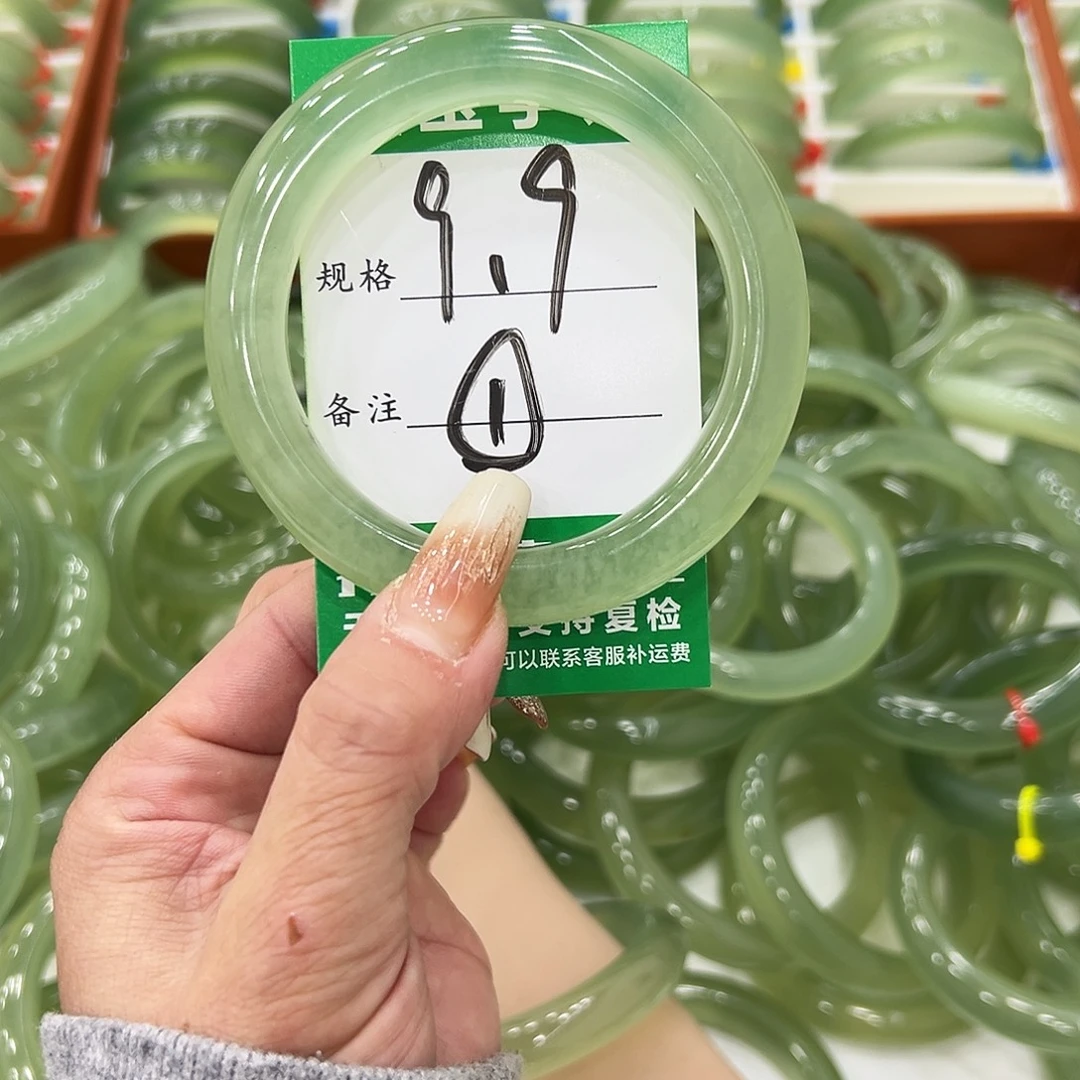 规格 9.9
备注 ①
支持复检
可以联系客服补运费